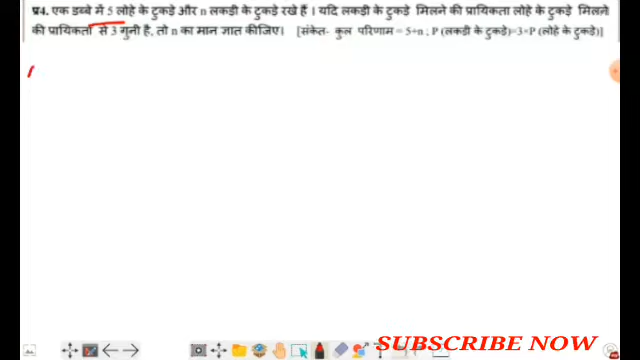 प्र4. एक डब्बे में 5 लोहे के टुकड़े और n लकड़ी के टुकड़े रखे हैं । यदि लकड़ी के टुकड़े मिलने की प्रायिकता लोहे के टुकड़े मिलने
की प्रायिकता से 3 गुनी है, तो n का मान ज्ञात कीजिए। [संकेत- कुल परिणाम = 5+n ; P (लकड़ी के टुकड़े)=3×P (लोहे के टुकड़े)]
SUBSCRIBE NOW